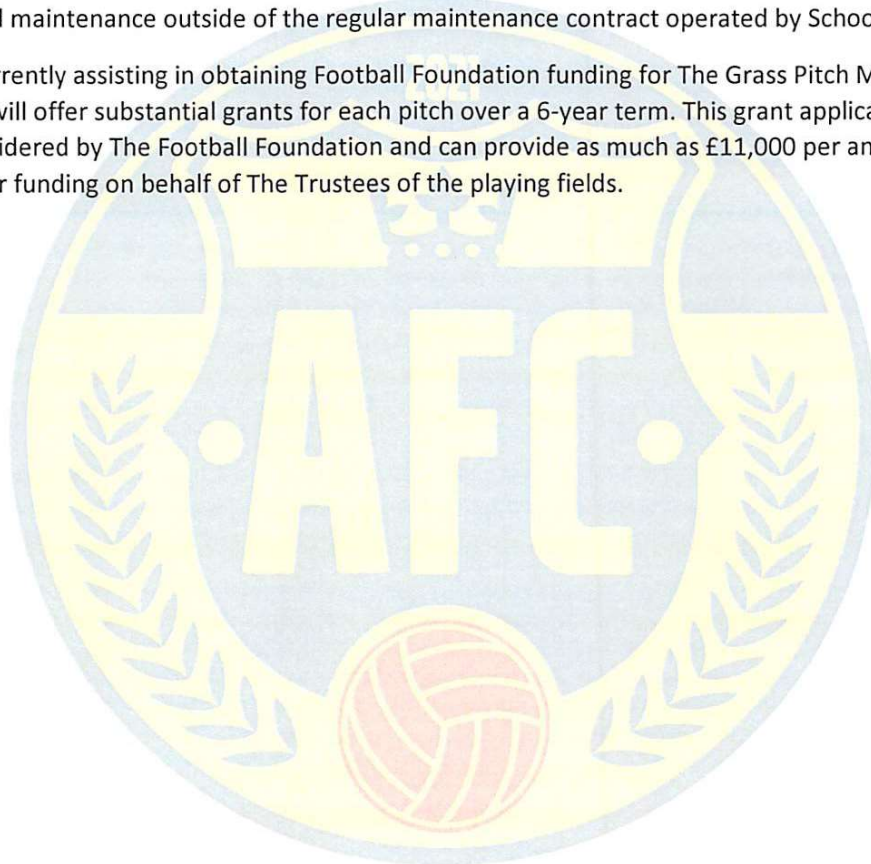 l maintenance outside of the regular maintenance contract operated by Schoo
rrently assisting in obtaining Football Foundation funding for The Grass Pitch M
will offer substantial grants for each pitch over a 6-year term. This grant applica
idered by The Football Foundation and can provide as much as £11,000 per an
r funding on behalf of The Trustees of the playing fields.
2021
AFC